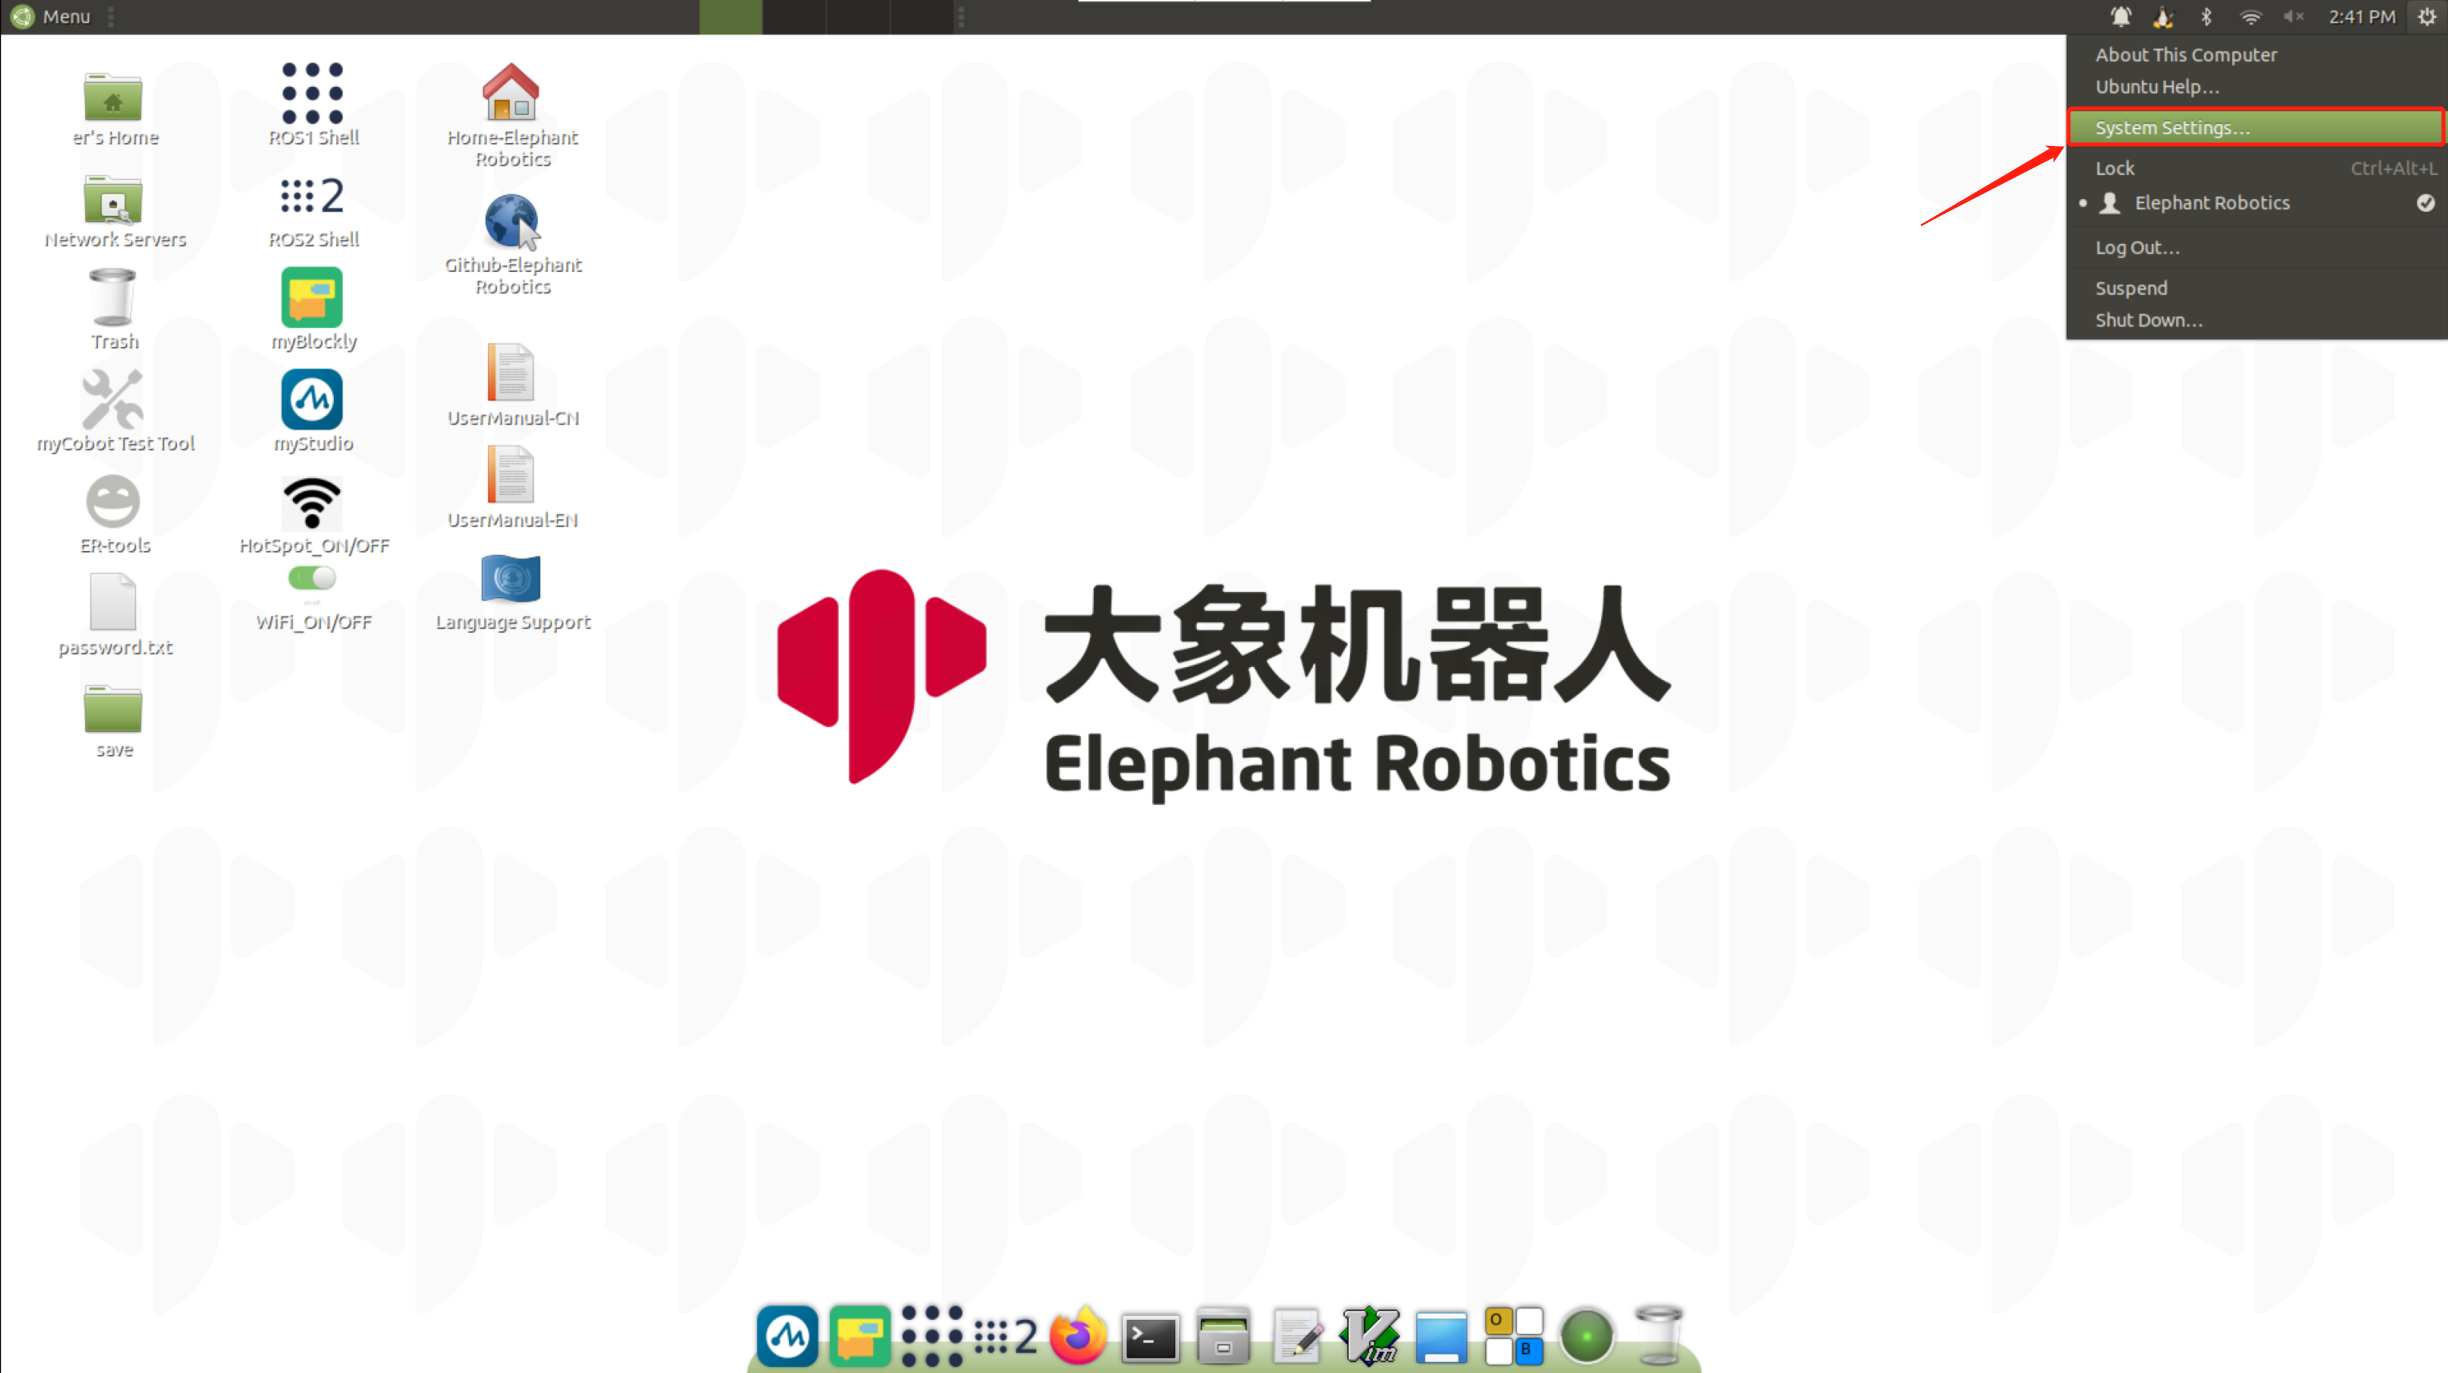 Menu
2:41 PM
About This Computer
Ubuntu Help...
System Settings...
Lock Ctrl+Alt+L
Elephant Robotics
Log Out...
Suspend
Shut Down...
er's Home
Network Servers
Trash
myCobot Test Tool
ER-tools
password.txt
save
ROS1 Shell
2
ROS2 Shell
myBlockly
myStudio
HotSpot_ON/OFF
WiFi_ON/OFF
Home-Elephant
Robotics
Github-Elephant
Robotics
UserManual-CN
UserManual-EN
Language Support
大象机器人
Elephant Robotics
2
>_
Vim
O
B